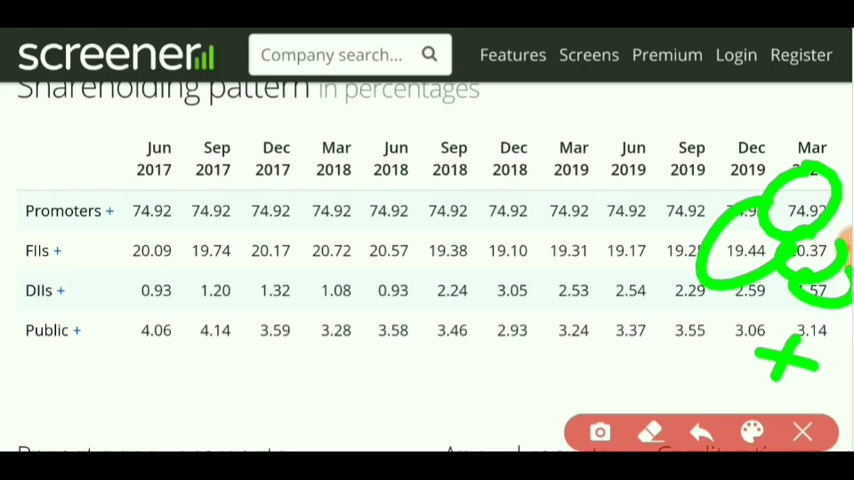 screener
Company search...
Features Screens Premium Login Register
Shareholding pattern in percentages
Jun 2017 Sep 2017 Dec 2017 Mar 2018 Jun 2018 Sep 2018 Dec 2018 Mar 2019 Jun 2019 Sep 2019 Dec 2019 Mar
Promoters + 74.92 74.92 74.92 74.92 74.92 74.92 74.92 74.92 74.92 74.92 74.92
FIIs + 20.09 19.74 20.17 20.72 20.57 19.38 19.10 19.31 19.17 19.44
DIIs + 0.93 1.20 1.32 1.08 0.93 2.24 3.05 2.53 2.54 2.29 2.59
Public + 4.06 4.14 3.59 3.28 3.58 3.46 2.93 3.24 3.37 3.55 3.06 3.14